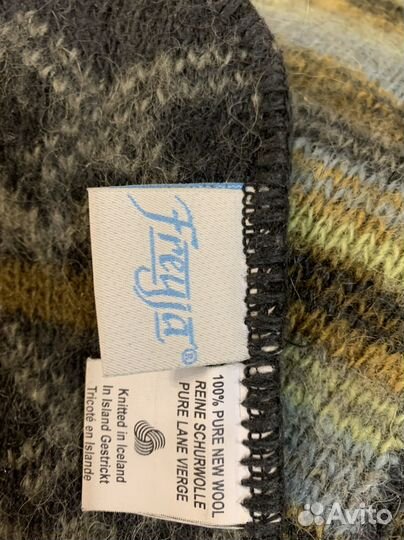 freyja®
100% PURE NEW WOOL
REINE SCHURWOLLE
PURE LANE VIERGE
Knitted in Iceland
In Island Gestrickt
Tricoté en Islande
Avito